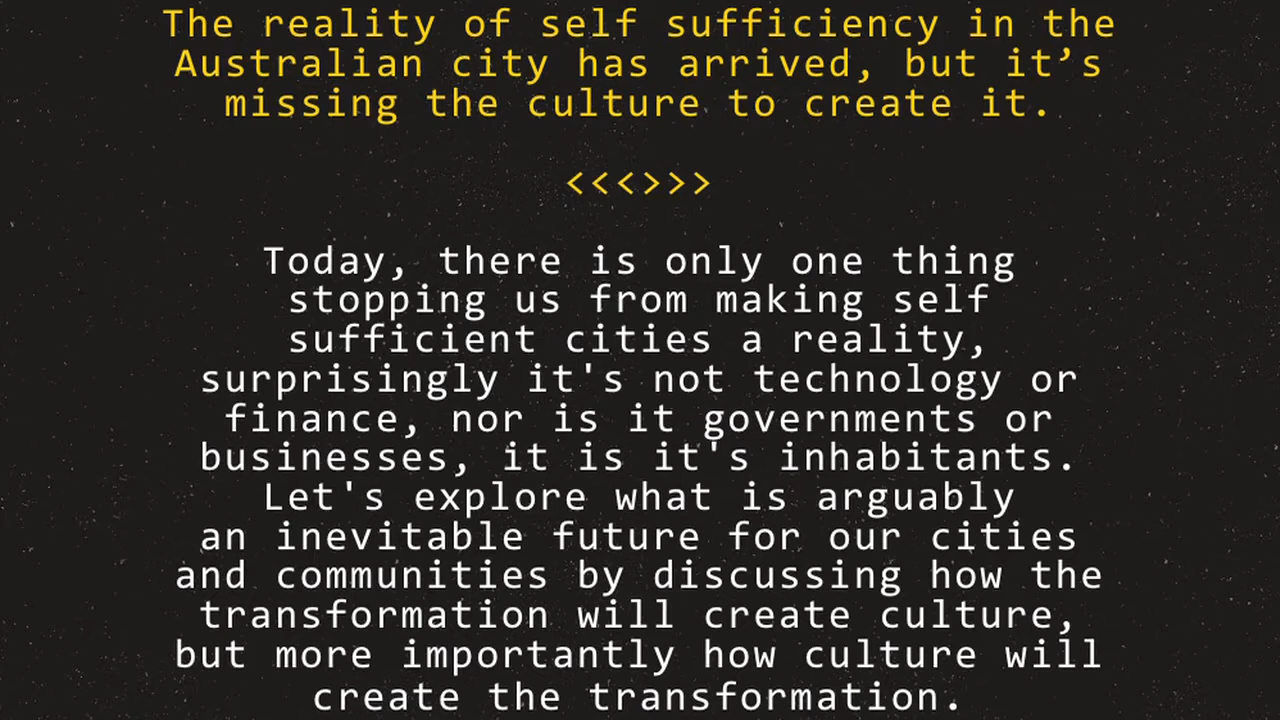 The reality of self sufficiency in the
Australian city has arrived, but it’s
missing the culture to create it.
<<<>>>
Today, there is only one thing
stopping us from making self
sufficient cities a reality,
surprisingly it's not technology or
finance, nor is it governments or
businesses, it is it's inhabitants.
Let's explore what is arguably
an inevitable future for our cities
and communities by discussing how the
transformation will create culture,
but more importantly how culture will
create the transformation.